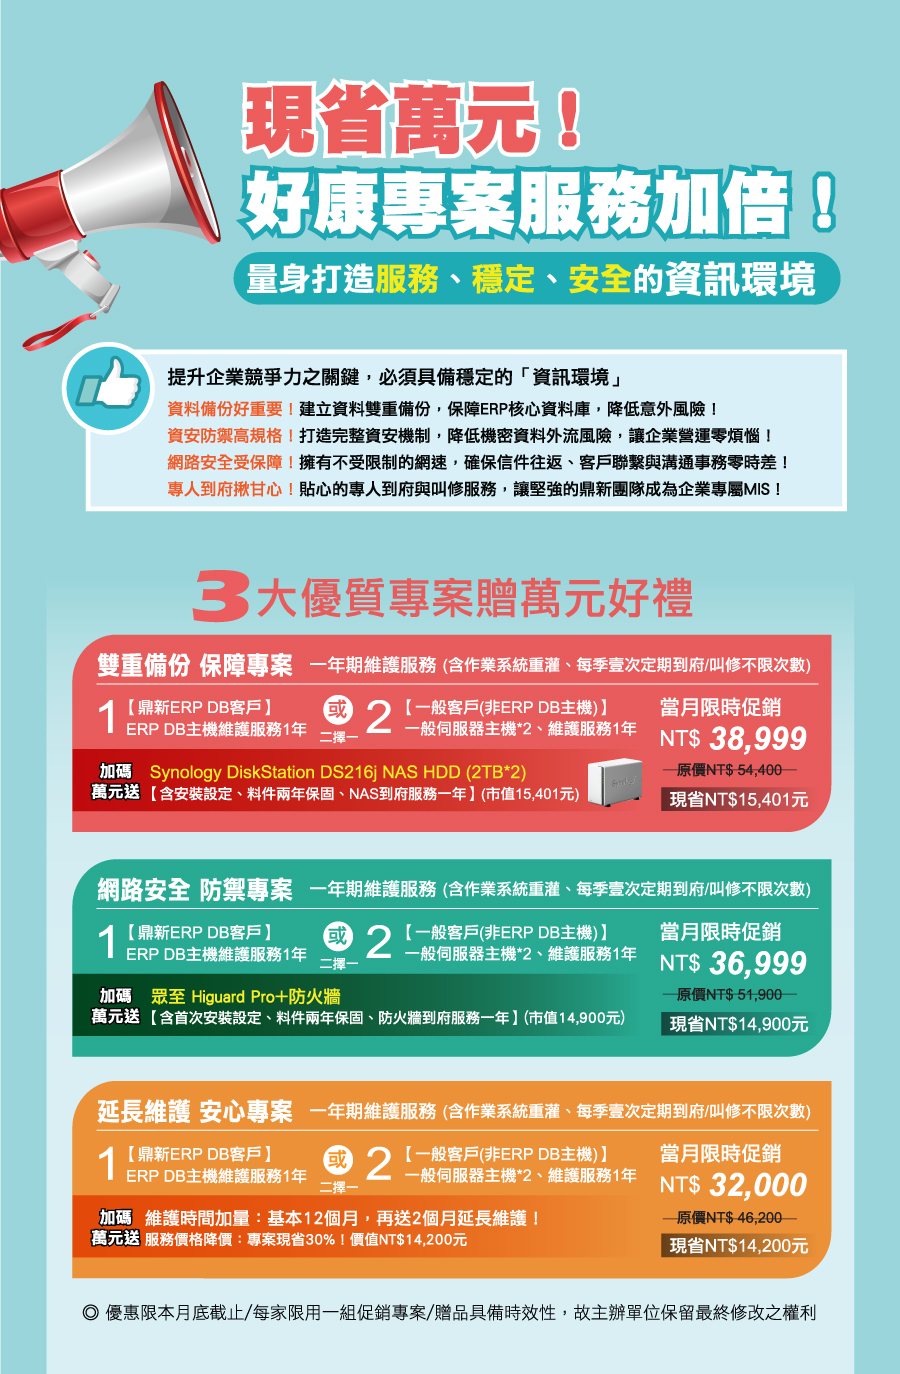 現省萬元！
好康專案服務加倍！
量身打造服務、穩定、安全的資訊環境
提升企業競爭力之關鍵，必須具備穩定的「資訊環境」
資料備份好重要！建立資料雙重備份，保障ERP核心資料庫，降低意外風險！
資安防禦高規格！打造完整資安機制，降低機密資料外流風險，讓企業營運零煩惱！
網路安全受保障！擁有不受限制的網速，確保信件往返、客戶聯繫與溝通事務零時差！
專人到府揪甘心！貼心的專人到府與叫修服務，讓堅強的鼎新團隊成為企業專屬MIS！
3大優質專案贈萬元好禮
雙重備份 保障專案 一年期維護服務 (含作業系統重灌、每季壹次定期到府/叫修不限次數)
1【鼎新ERP DB客戶】
ERP DB主機維護服務1年
或
二擇一
2【一般客戶(非ERP DB主機)】
一般伺服器主機*2、維護服務1年
當月限時促銷
NT$ 38,999
原價NT$ 54,400
現省NT$15,401元
加碼
萬元送
Synology DiskStation DS216j NAS HDD (2TB*2)
【含安裝設定、料件兩年保固、NAS到府服務一年】(市值15,401元)
網路安全 防禦專案 一年期維護服務 (含作業系統重灌、每季壹次定期到府/叫修不限次數)
1【鼎新ERP DB客戶】
ERP DB主機維護服務1年
或
二擇一
2【一般客戶(非ERP DB主機)】
一般伺服器主機*2、維護服務1年
當月限時促銷
NT$ 36,999
原價NT$ 51,900
現省NT$14,900元
加碼
萬元送
眾至 Higuard Pro+防火牆
【含首次安裝設定、料件兩年保固、防火牆到府服務一年】(市值14,900元)
延長維護 安心專案 一年期維護服務 (含作業系統重灌、每季壹次定期到府/叫修不限次數)
1【鼎新ERP DB客戶】
ERP DB主機維護服務1年
或
二擇一
2【一般客戶(非ERP DB主機)】
一般伺服器主機*2、維護服務1年
當月限時促銷
NT$ 32,000
原價NT$ 46,200
現省NT$14,200元
加碼
萬元送
維護時間加量：基本12個月，再送2個月延長維護！
服務價格降價：專案現省30%！價值NT$14,200元
◎ 優惠限本月底截止/每家限用一組促銷專案/贈品具備時效性，故主辦單位保留最終修改之權利